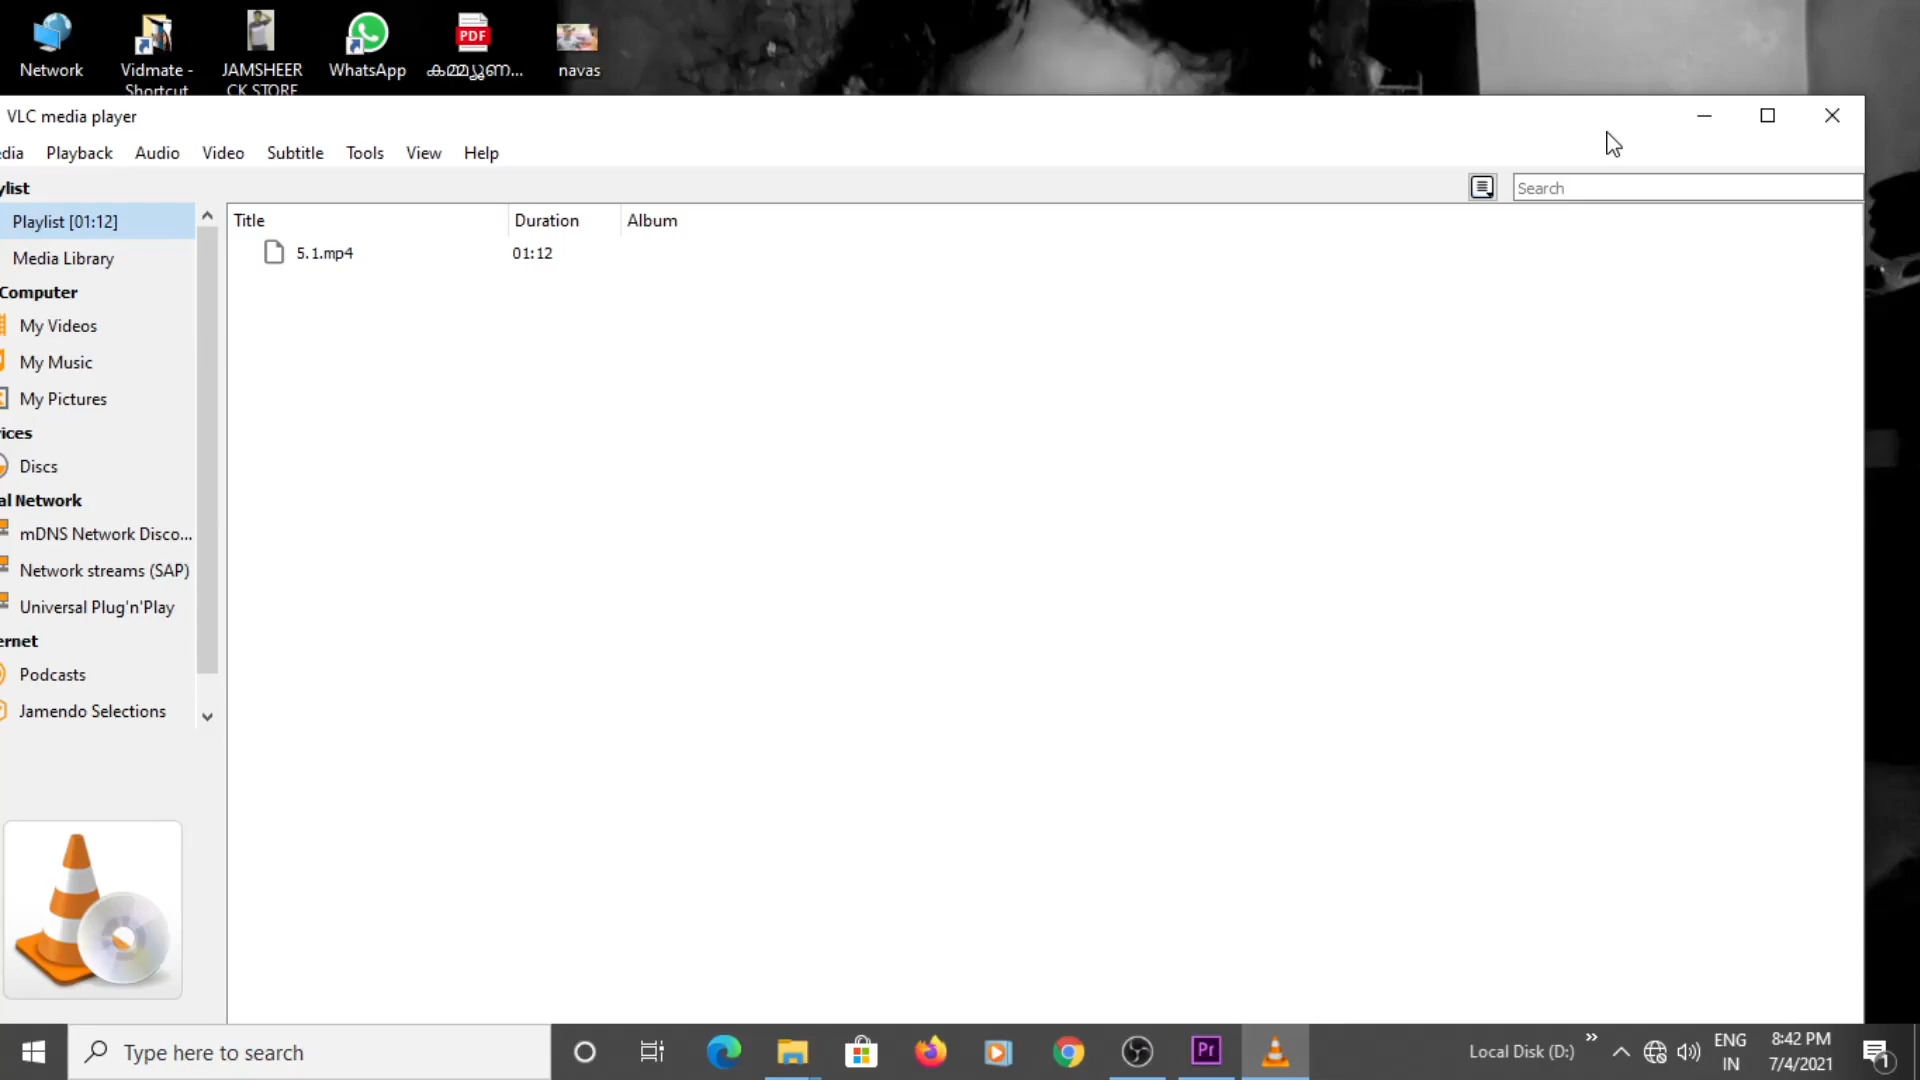 Network
Vidmate -
Shortcut
JAMSHEER
CK STORE
WhatsApp
PDF
കമ്മ്യൂണ...
navas
VLC media player
dia Playback Audio Video Subtitle Tools View Help
ylist
Search
Playlist [01:12]
Media Library
Computer
My Videos
My Music
My Pictures
ices
Discs
al Network
mDNS Network Disco...
Network streams (SAP)
Universal Plug'n'Play
ernet
Podcasts
Jamendo Selections
Title Duration Album
5.1.mp4 01:12
Type here to search
Pr
Local Disk (D:)
ENG
IN
8:42 PM
7/4/2021
1